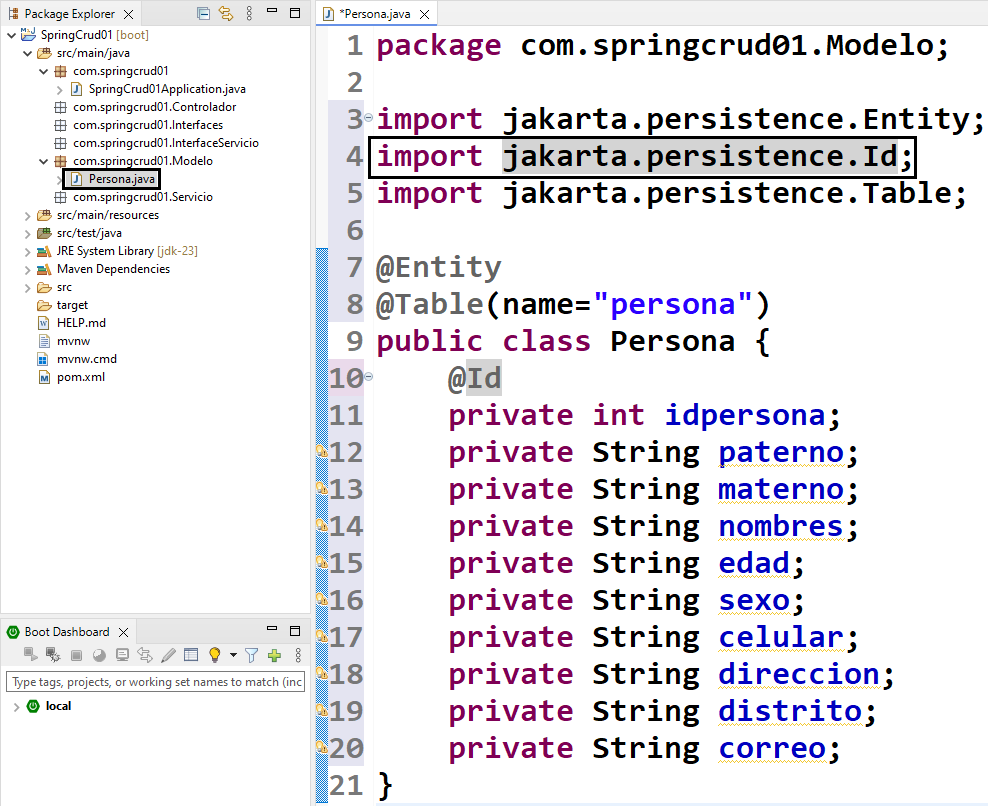 Package Explorer
SpringCrud01 [boot]
src/main/java
com.springcrud01
SpringCrud01Application.java
com.springcrud01.Controlador
com.springcrud01.Interfaces
com.springcrud01.InterfaceServicio
com.springcrud01.Modelo
Persona.java
com.springcrud01.Servicio
src/main/resources
src/test/java
JRE System Library [jdk-23]
Maven Dependencies
src
target
HELP.md
mvnw
mvnw.cmd
pom.xml
Boot Dashboard
Type tags, projects, or working set names to match (inc
local
*Persona.java
1 package com.springcrud01.Modelo;
2
3 import jakarta.persistence.Entity;
4 import jakarta.persistence.Id;
5 import jakarta.persistence.Table;
6
7 @Entity
8 @Table(name="persona")
9 public class Persona {
10 @Id
11 private int idpersona;
12 private String paterno;
13 private String materno;
14 private String nombres;
15 private String edad;
16 private String sexo;
17 private String celular;
18 private String direccion;
19 private String distrito;
20 private String correo;
21 }